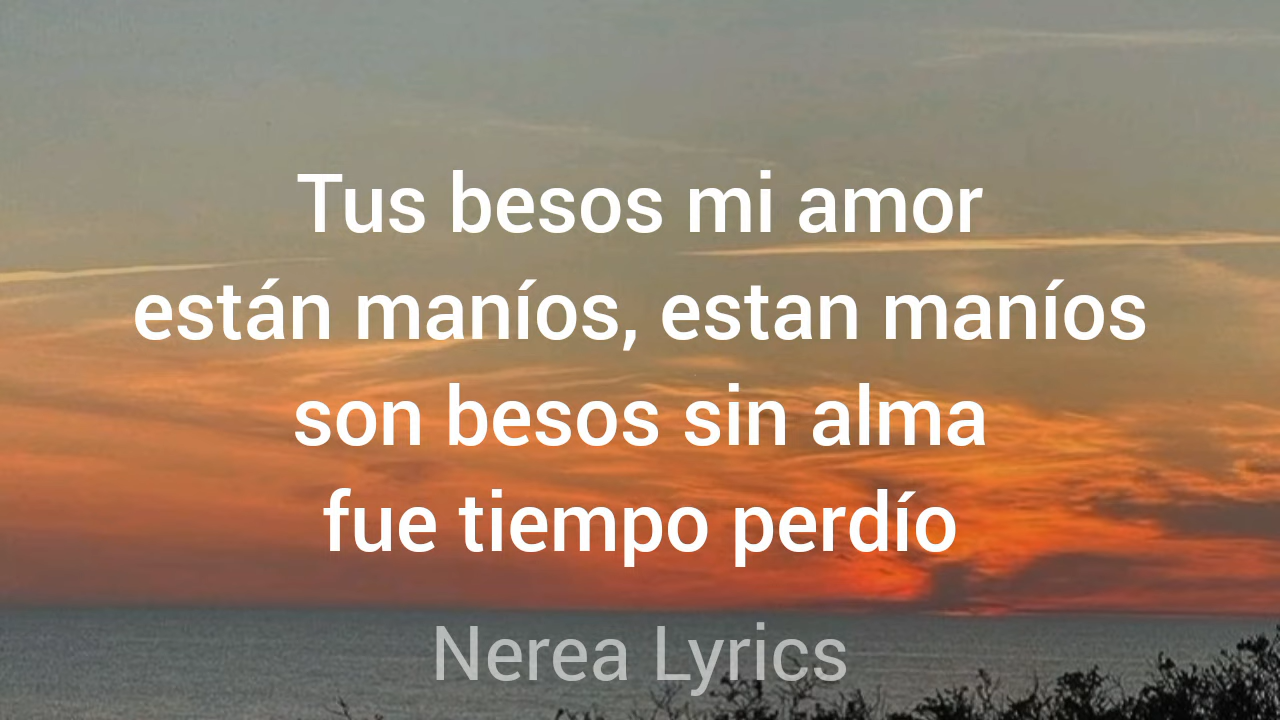 Tus besos mi amor
están maníos, estan maníos
son besos sin alma
fue tiempo perdío
Nerea Lyrics